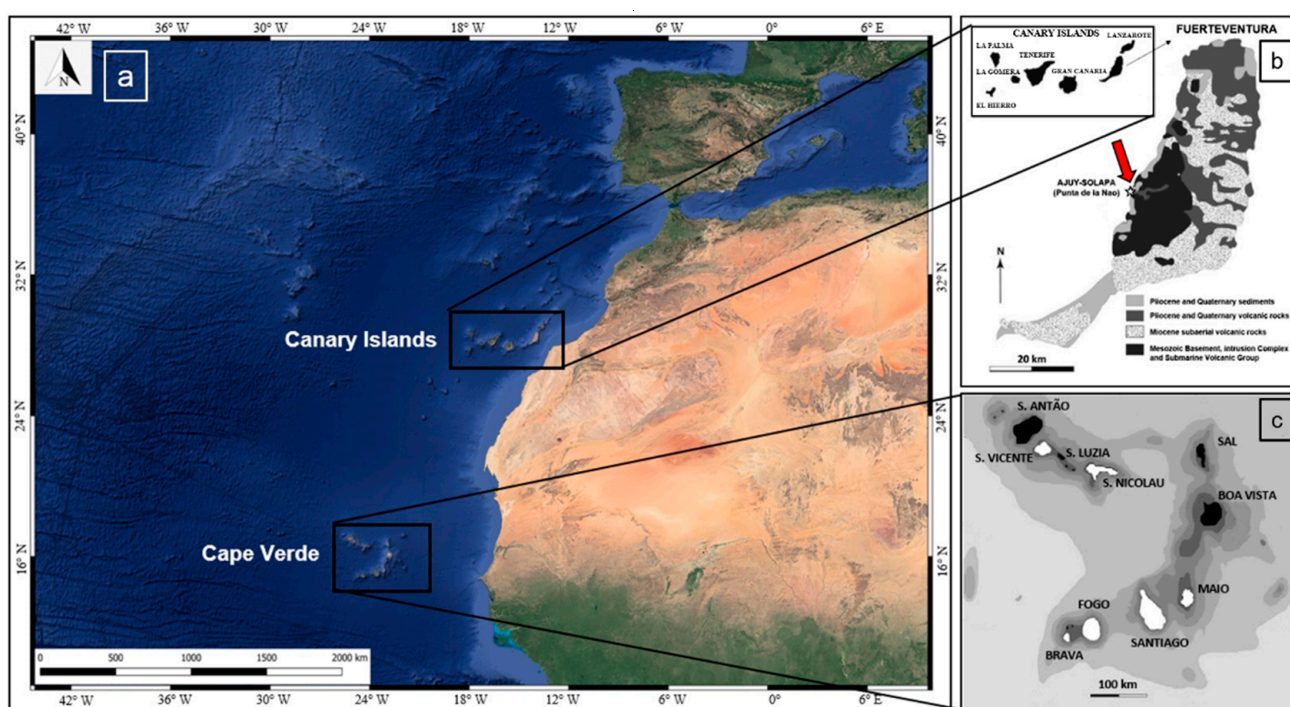 42° W 36° W 30° W 24° W 18° W 12° W 6° W 0° 6° E
N
a
40° N
32° N
24° N
16° N
40° N
32° N
24° N
16° N
Canary Islands
Cape Verde
0 500 1000 1500 2000 km
42° W 36° W 30° W 24° W 18° W 12° W 6° W 0° 6° E
CANARY ISLANDS
LANZAROTE
LA PALMA
TENERIFE
LA GOMERA
GRAN CANARIA
EL HIERRO
FUERTEVENTURA
b
AJUY-SOLAPA
(Punta de la Nao)
N
Pliocene and Quaternary sediments
Pliocene and Quaternary volcanic rocks
Miocene subaerial volcanic rocks
Mesozoic Basement, intrusion Complex
and Submarine Volcanic Group
20 km
c
S. ANTÃO
S. VICENTE
S. LUZIA
S. NICOLAU
SAL
BOA VISTA
MAIO
FOGO
SANTIAGO
BRAVA
100 km